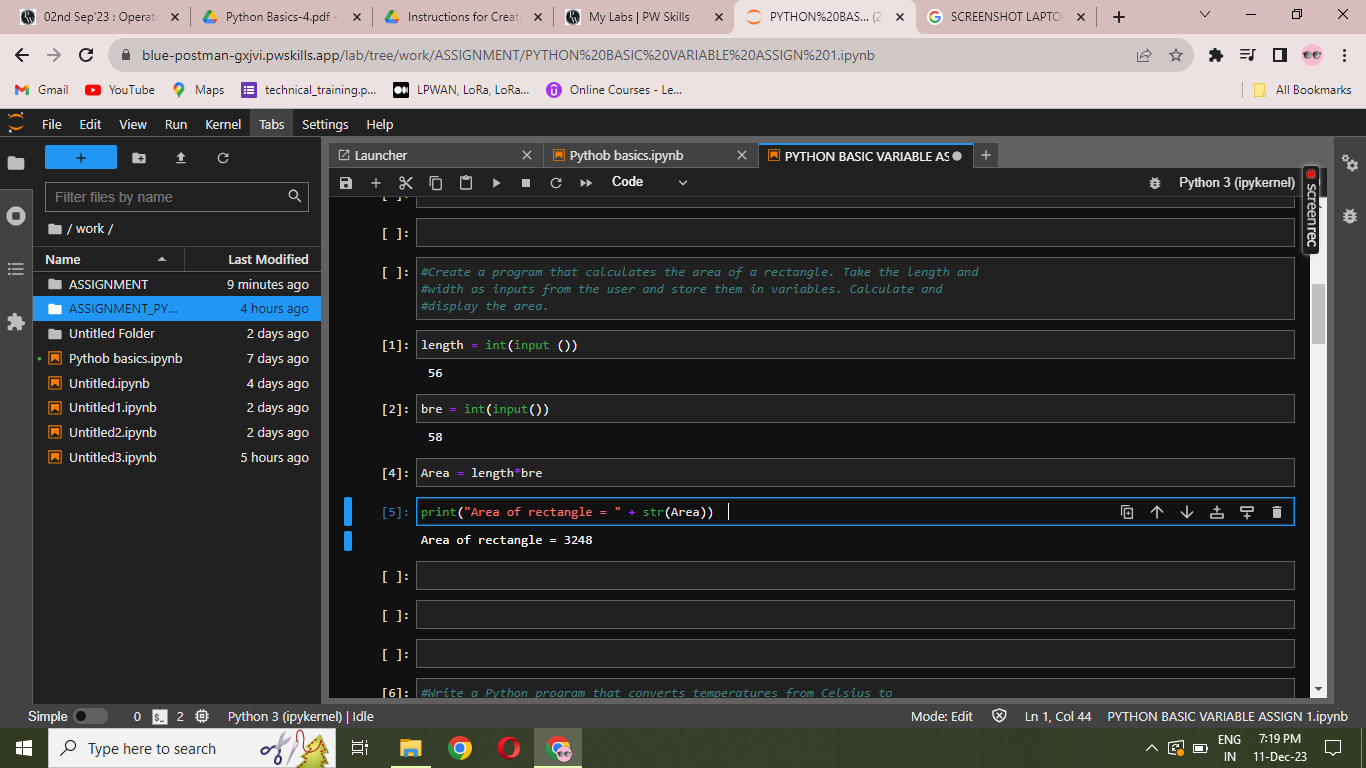 02nd Sep'23 : Operat
Python Basics-4.pdf -
Instructions for Creat
My Labs | PW Skills
PYTHON%20BAS... (2
SCREENSHOT LAPTO
blue-postman-gxjvi.pwskills.app/lab/tree/work/ASSIGNMENT/PYTHON%20BASIC%20VARIABLE%20ASSIGN%201.ipynb
Gmail
YouTube
Maps
technical_training.p...
LPWAN, LoRa, LoRa...
Online Courses - Le...
All Bookmarks
File Edit View Run Kernel Tabs Settings Help
Filter files by name
/ work /
Name Last Modified
ASSIGNMENT 9 minutes ago
ASSIGNMENT_PY... 4 hours ago
Untitled Folder 2 days ago
Pythob basics.ipynb 7 days ago
Untitled.ipynb 4 days ago
Untitled1.ipynb 2 days ago
Untitled2.ipynb 2 days ago
Untitled3.ipynb 5 hours ago
Launcher
Pythob basics.ipynb
PYTHON BASIC VARIABLE AS
Code
Python 3 (ipykernel)
screenrec
[ ]:
[ ]:
[ ]: #Create a program that calculates the area of a rectangle. Take the length and
#width as inputs from the user and store them in variables. Calculate and
#display the area.
[1]: length = int(input ())
56
[2]: bre = int(input())
58
[4]: Area = length*bre
[5]: print("Area of rectangle = " + str(Area))
Area of rectangle = 3248
[ ]:
[ ]:
[ ]:
[6]: #Write a Python program that converts temperatures from Celsius to
Simple 0 $_ 2 Python 3 (ipykernel) | Idle
Mode: Edit Ln 1, Col 44 PYTHON BASIC VARIABLE ASSIGN 1.ipynb
Type here to search
ENG
IN
7:19 PM
11-Dec-23